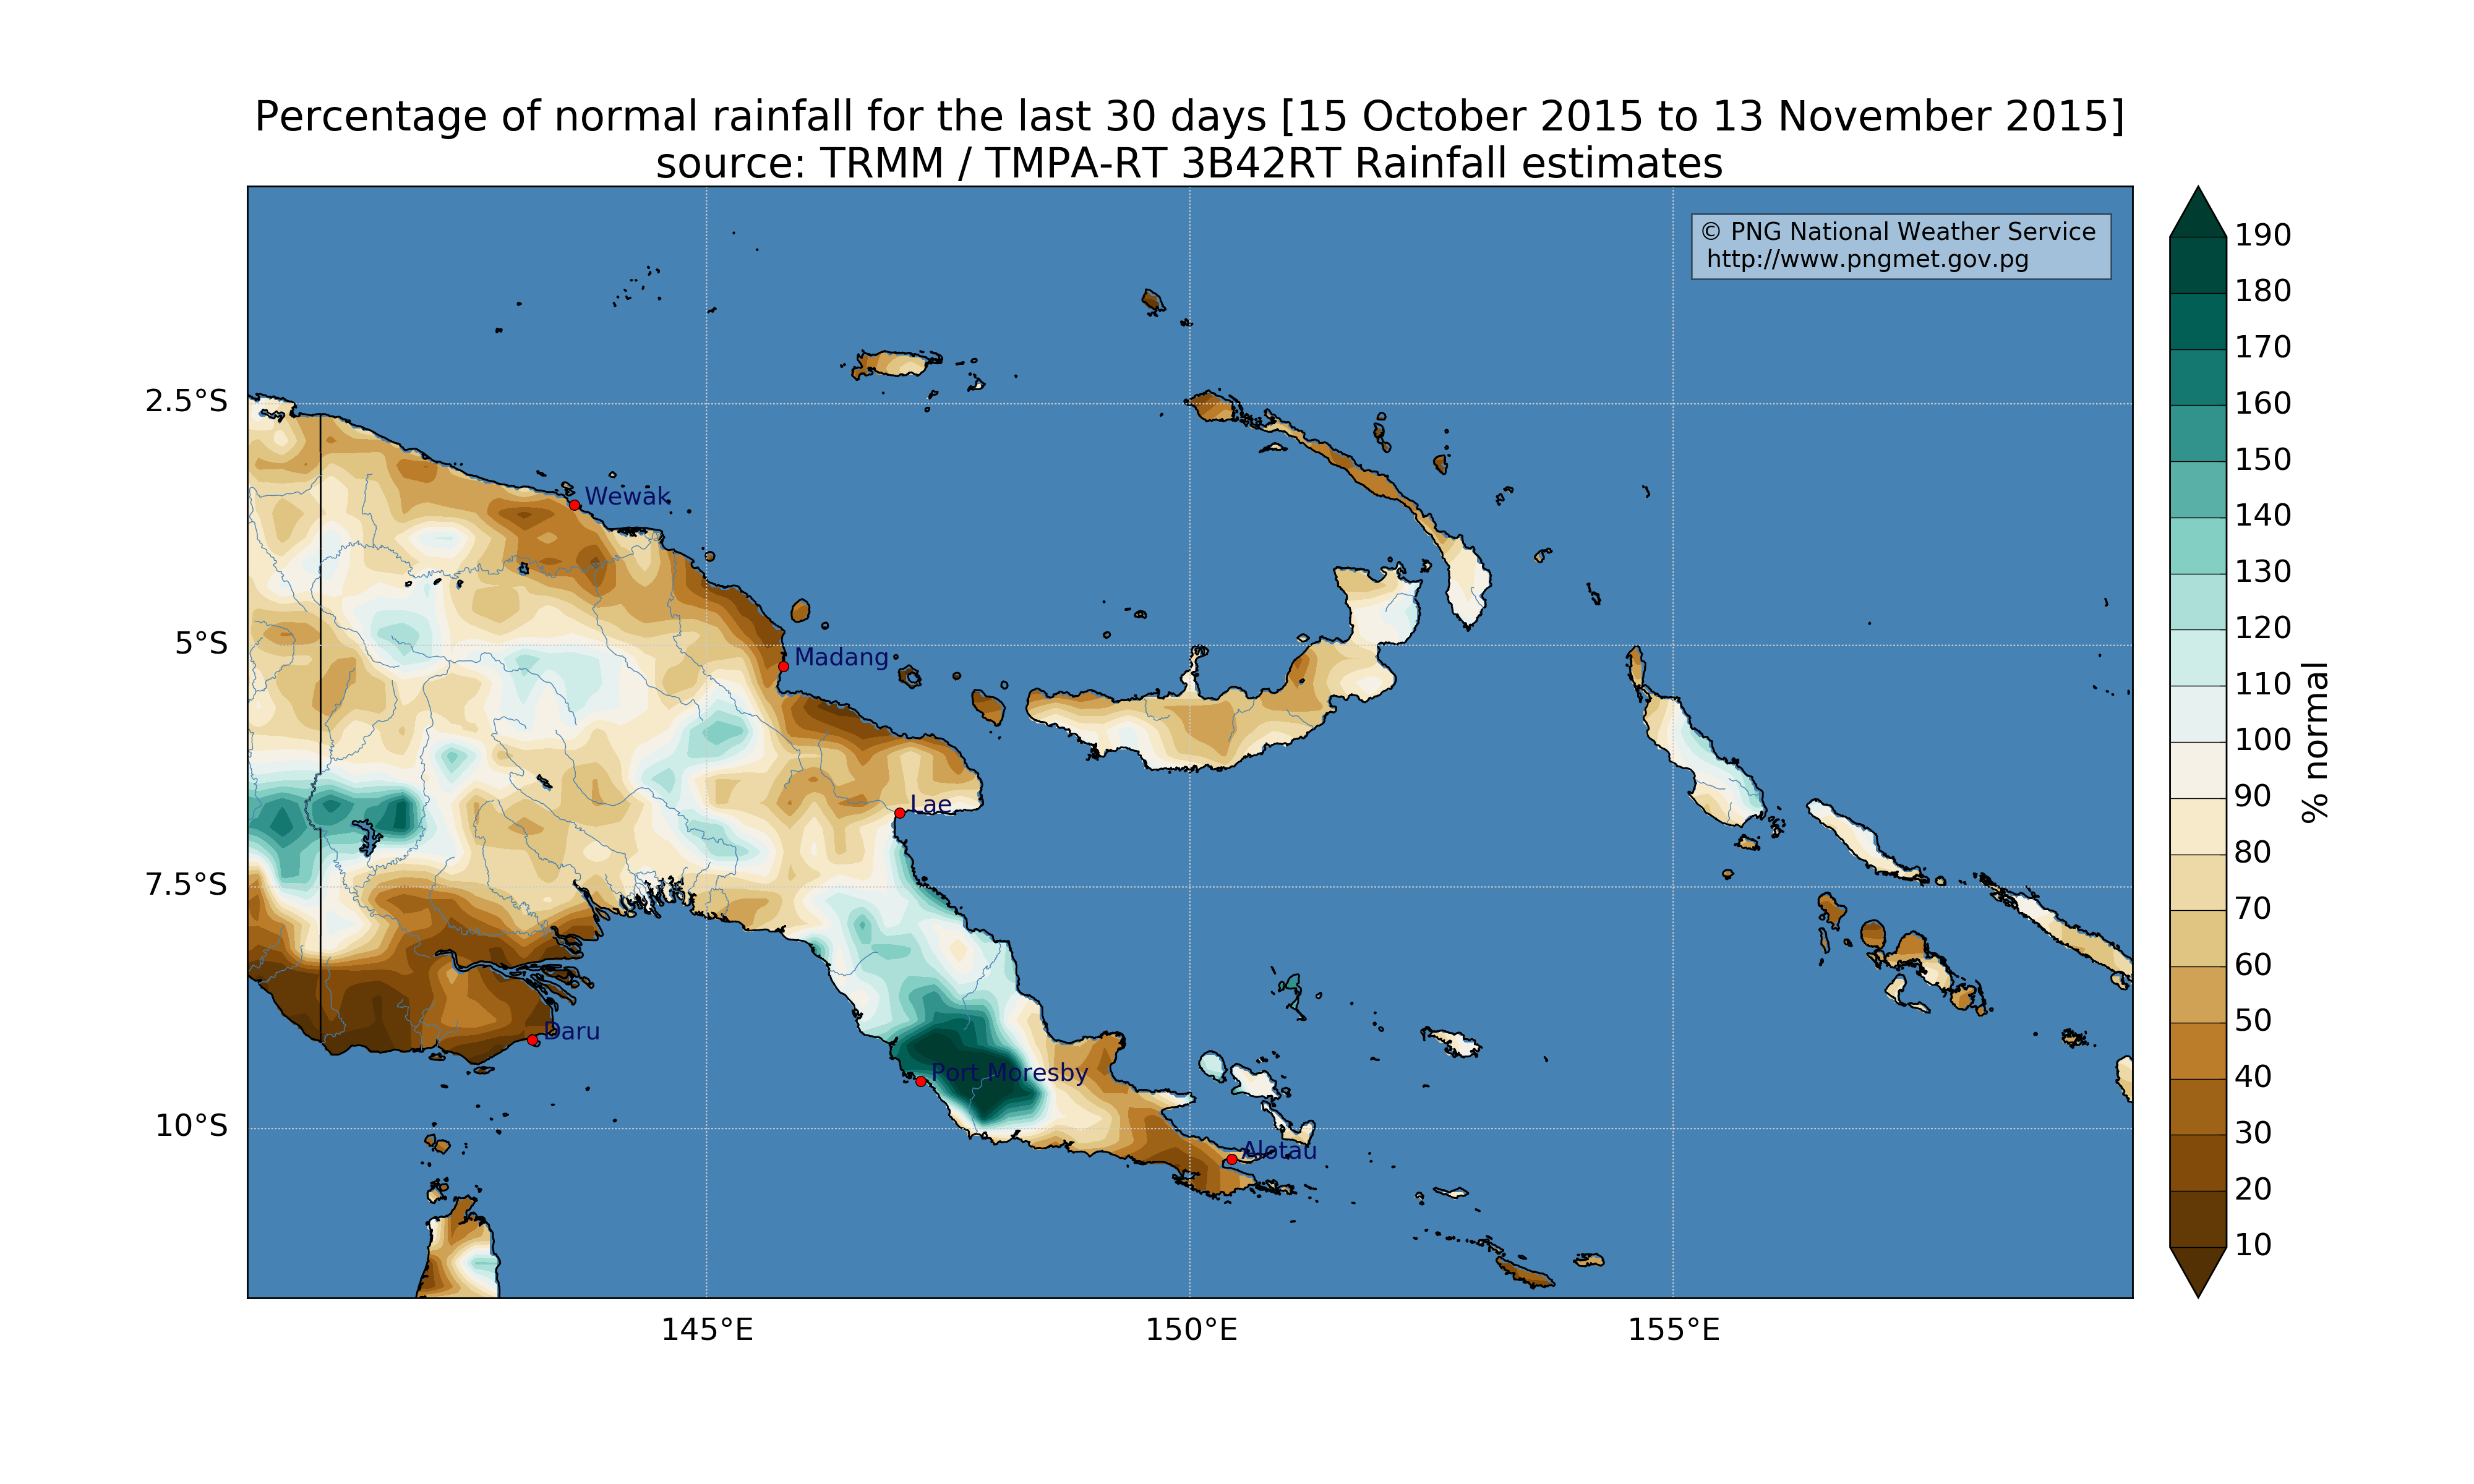 Percentage of normal rainfall for the last 30 days [15 October 2015 to 13 November 2015]
source: TRMM / TMPA-RT 3B42RT Rainfall estimates
© PNG National Weather Service
http://www.pngmet.gov.pg
2.5°S
5°S
7.5°S
10°S
Wewak
Madang
Lae
Daru
Port Moresby
Alotau
145°E
150°E
155°E
190
180
170
160
150
140
130
120
110
100
90
80
70
60
50
40
30
20
10
% normal